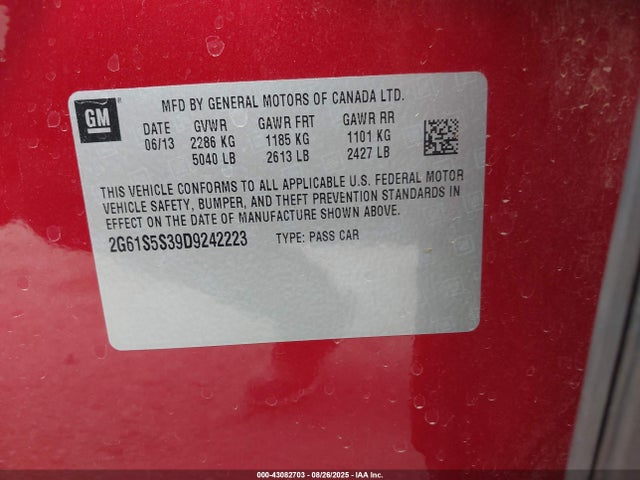 GM
MFD BY GENERAL MOTORS OF CANADA LTD.
DATE GVWR GAWR FRT GAWR RR
06/13 2286 KG 1185 KG 1101 KG
5040 LB 2613 LB 2427 LB
THIS VEHICLE CONFORMS TO ALL APPLICABLE U.S. FEDERAL MOTOR
VEHICLE SAFETY, BUMPER, AND THEFT PREVENTION STANDARDS IN
EFFECT ON THE DATE OF MANUFACTURE SHOWN ABOVE.
2G61S5S39D9242223 TYPE: PASS CAR
000-43082703 - 08/26/2025 - IAA Inc.